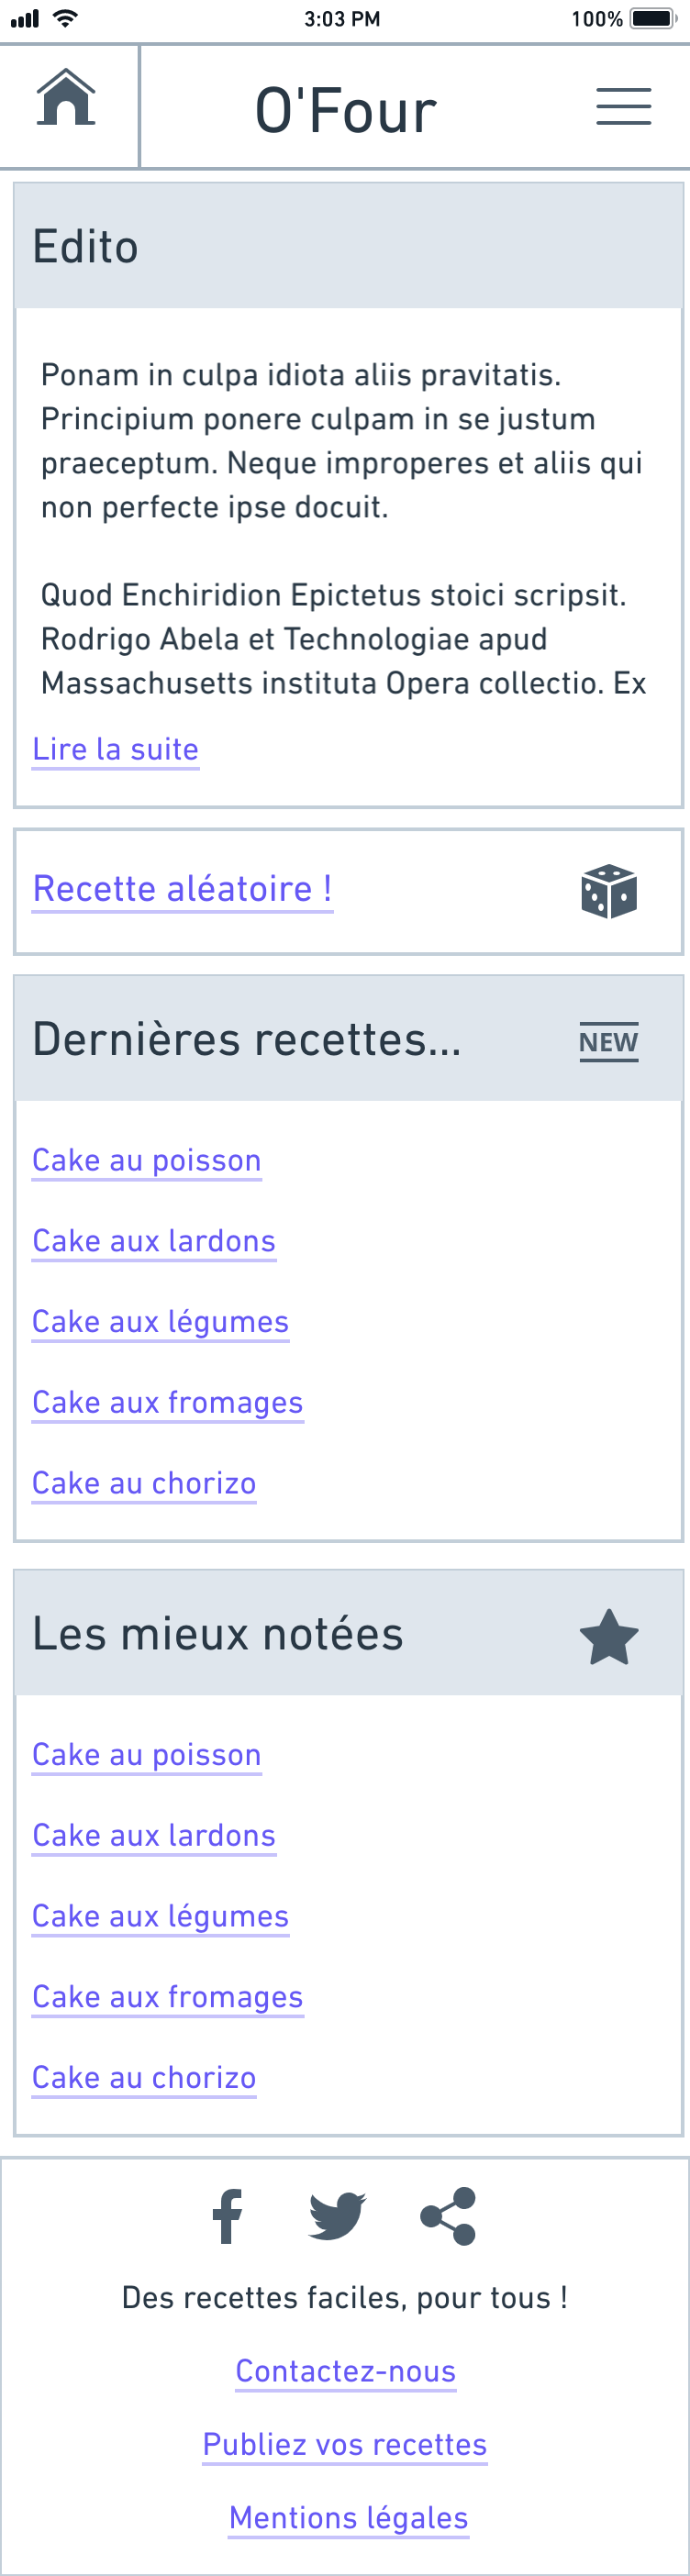 3:03 PM
100%
O'Four
Edito
Ponam in culpa idiota aliis pravitatis.
Principium ponere culpam in se justum
praeceptum. Neque improperes et aliis qui
non perfecte ipse docuit.
Quod Enchiridion Epictetus stoici scripsit.
Rodrigo Abela et Technologiae apud
Massachusetts instituta Opera collectio. Ex
Lire la suite
Recette aléatoire !
Dernières recettes...
NEW
Cake au poisson
Cake aux lardons
Cake aux légumes
Cake aux fromages
Cake au chorizo
Les mieux notées
Cake au poisson
Cake aux lardons
Cake aux légumes
Cake aux fromages
Cake au chorizo
Des recettes faciles, pour tous !
Contactez-nous
Publiez vos recettes
Mentions légales